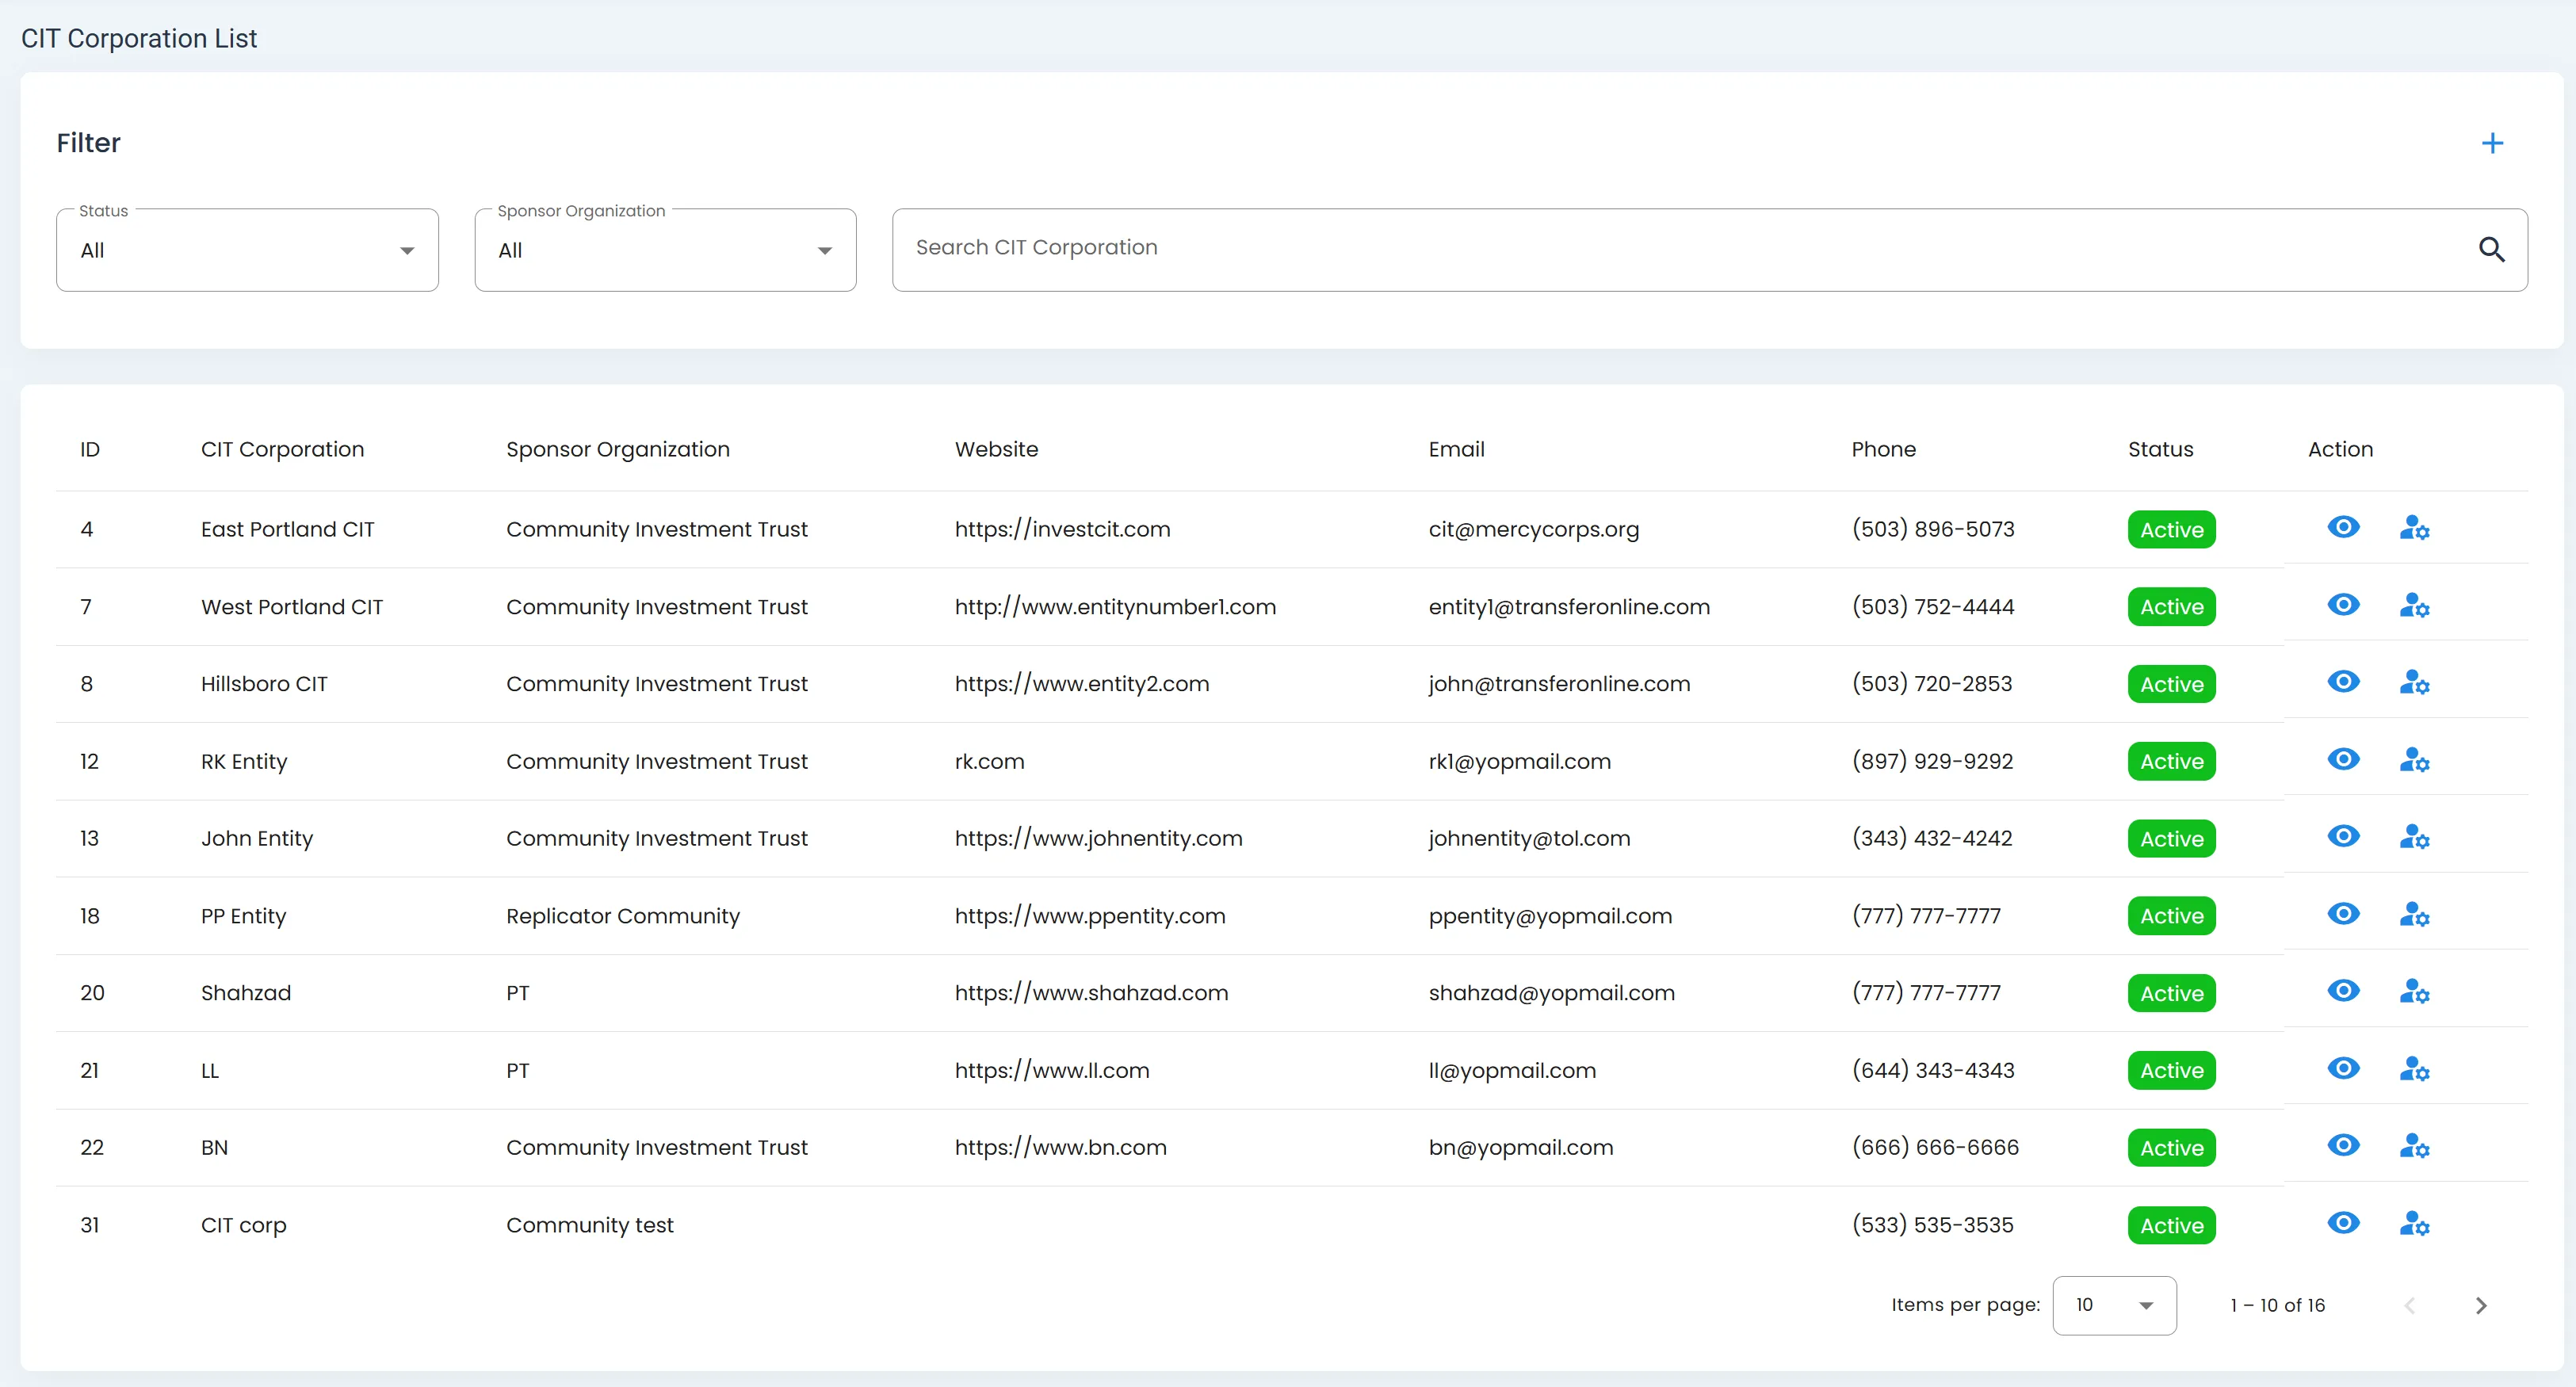 CIT Corporation List
Filter
Status
All
Sponsor Organization
All
Search CIT Corporation
ID CIT Corporation Sponsor Organization Website Email Phone Status Action
4 East Portland CIT Community Investment Trust https://investcit.com cit@mercycorps.org (503) 896-5073 Active
7 West Portland CIT Community Investment Trust http://www.entitynumber1.com entity1@transferonline.com (503) 752-4444 Active
8 Hillsboro CIT Community Investment Trust https://www.entity2.com john@transferonline.com (503) 720-2853 Active
12 RK Entity Community Investment Trust rk.com rk1@yopmail.com (897) 929-9292 Active
13 John Entity Community Investment Trust https://www.johnentity.com johnentity@tol.com (343) 432-4242 Active
18 PP Entity Replicator Community https://www.ppentity.com ppentity@yopmail.com (777) 777-7777 Active
20 Shahzad PT https://www.shahzad.com shahzad@yopmail.com (777) 777-7777 Active
21 LL PT https://www.ll.com ll@yopmail.com (644) 343-4343 Active
22 BN Community Investment Trust https://www.bn.com bn@yopmail.com (666) 666-6666 Active
31 CIT corp Community test (533) 535-3535 Active
Items per page: 10 1 – 10 of 16